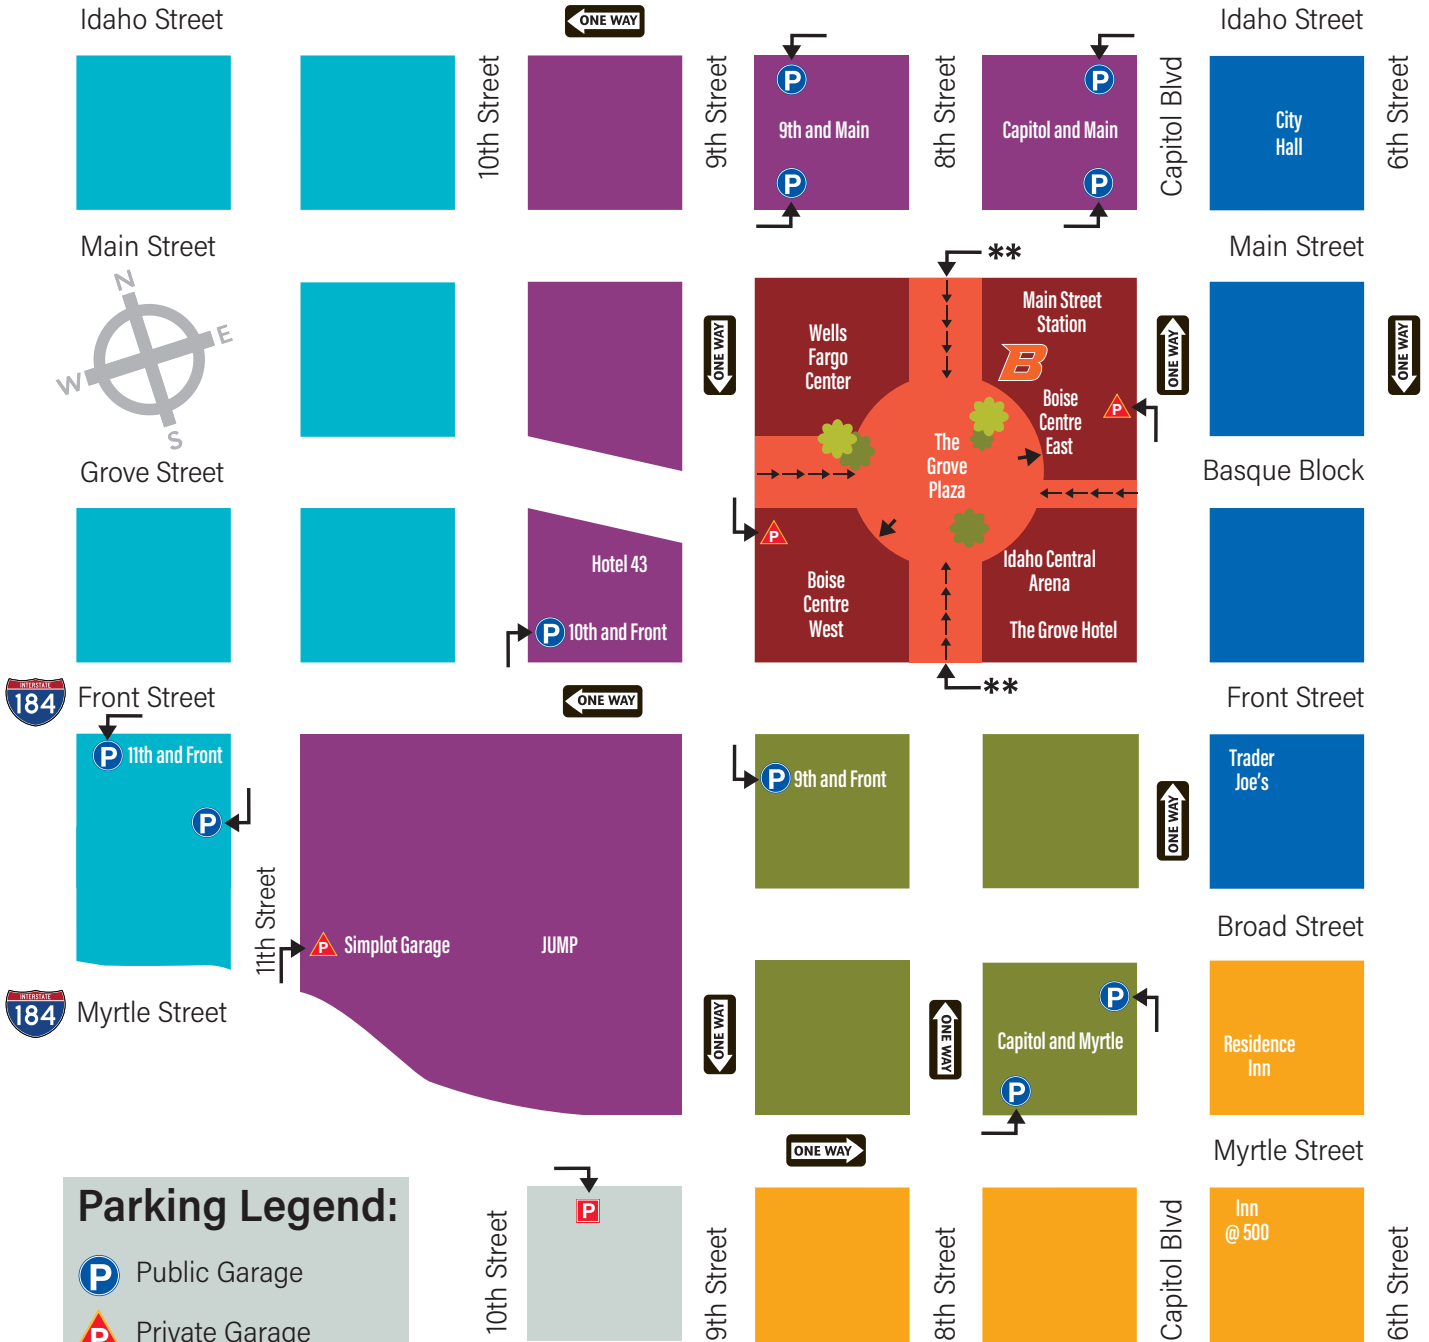 Idaho Street
ONE WAY
Idaho Street
10th Street
9th Street
P
9th and Main
P
8th Street
P
Capitol and Main
P
Capitol Blvd
City
Hall
6th Street
Main Street
**
Main Street
N
E
W
S
ONE WAY
Wells
Fargo
Center
Main Street
Station
B
Boise
Centre
East
P
ONE WAY
ONE WAY
The
Grove
Plaza
Grove Street
Basque Block
P
Hotel 43
P 10th and Front
Boise
Centre
West
Idaho Central
Arena
The Grove Hotel
INTERSTATE
184
Front Street
ONE WAY
**
Front Street
P 11th and Front
P
P 9th and Front
Trader
Joe's
ONE WAY
11th Street
P Simplot Garage
JUMP
Broad Street
INTERSTATE
184
Myrtle Street
ONE WAY
ONE WAY
P
Capitol and Myrtle
P
Residence
Inn
ONE WAY
Myrtle Street
Parking Legend:
P Public Garage
P Private Garage
10th Street
P
9th Street
8th Street
Capitol Blvd
Inn
@ 500
6th Street